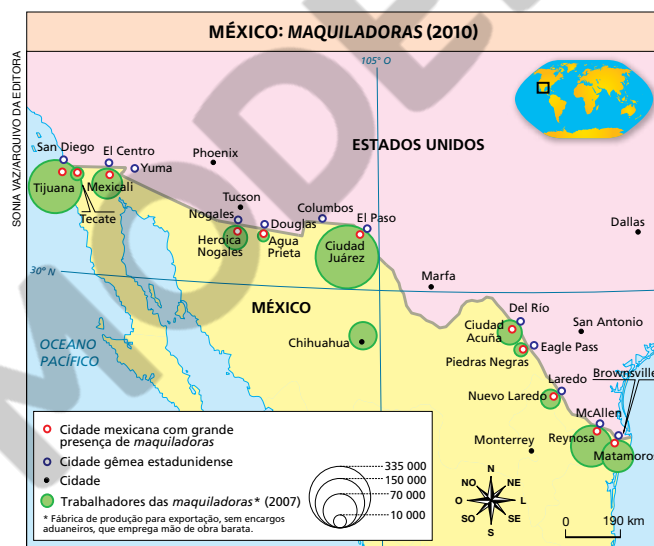 MÉXICO: MAQUILADORAS (2010)
SONIA VAZ/ARQUIVO DA EDITORA
MODE
105° O
ESTADOS UNIDOS
San Diego
El Centro
Yuma
Phoenix
Tijuana
Mexicali
Tecate
Tucson
Nogales
Douglas
Columbos
El Paso
Heroica
Nogales
Agua
Prieta
Ciudad
Juárez
Dallas
30° N
Marfa
MÉXICO
OCEANO
PACÍFICO
Chihuahua
Del Río
Ciudad
Acuña
San Antonio
Eagle Pass
Piedras Negras
Laredo
Brownsville
Nuevo Laredo
McAllen
Monterrey
Reynosa
Matamoros
Cidade mexicana com grande
presença de maquiladoras
Cidade gêmea estadunidense
Cidade
Trabalhadores das maquiladoras* (2007)
* Fábrica de produção para exportação, sem encargos
aduaneiros, que emprega mão de obra barata.
335 000
150 000
70 000
10 000
N
NO NE
O L
SO SE
S
0 190 km